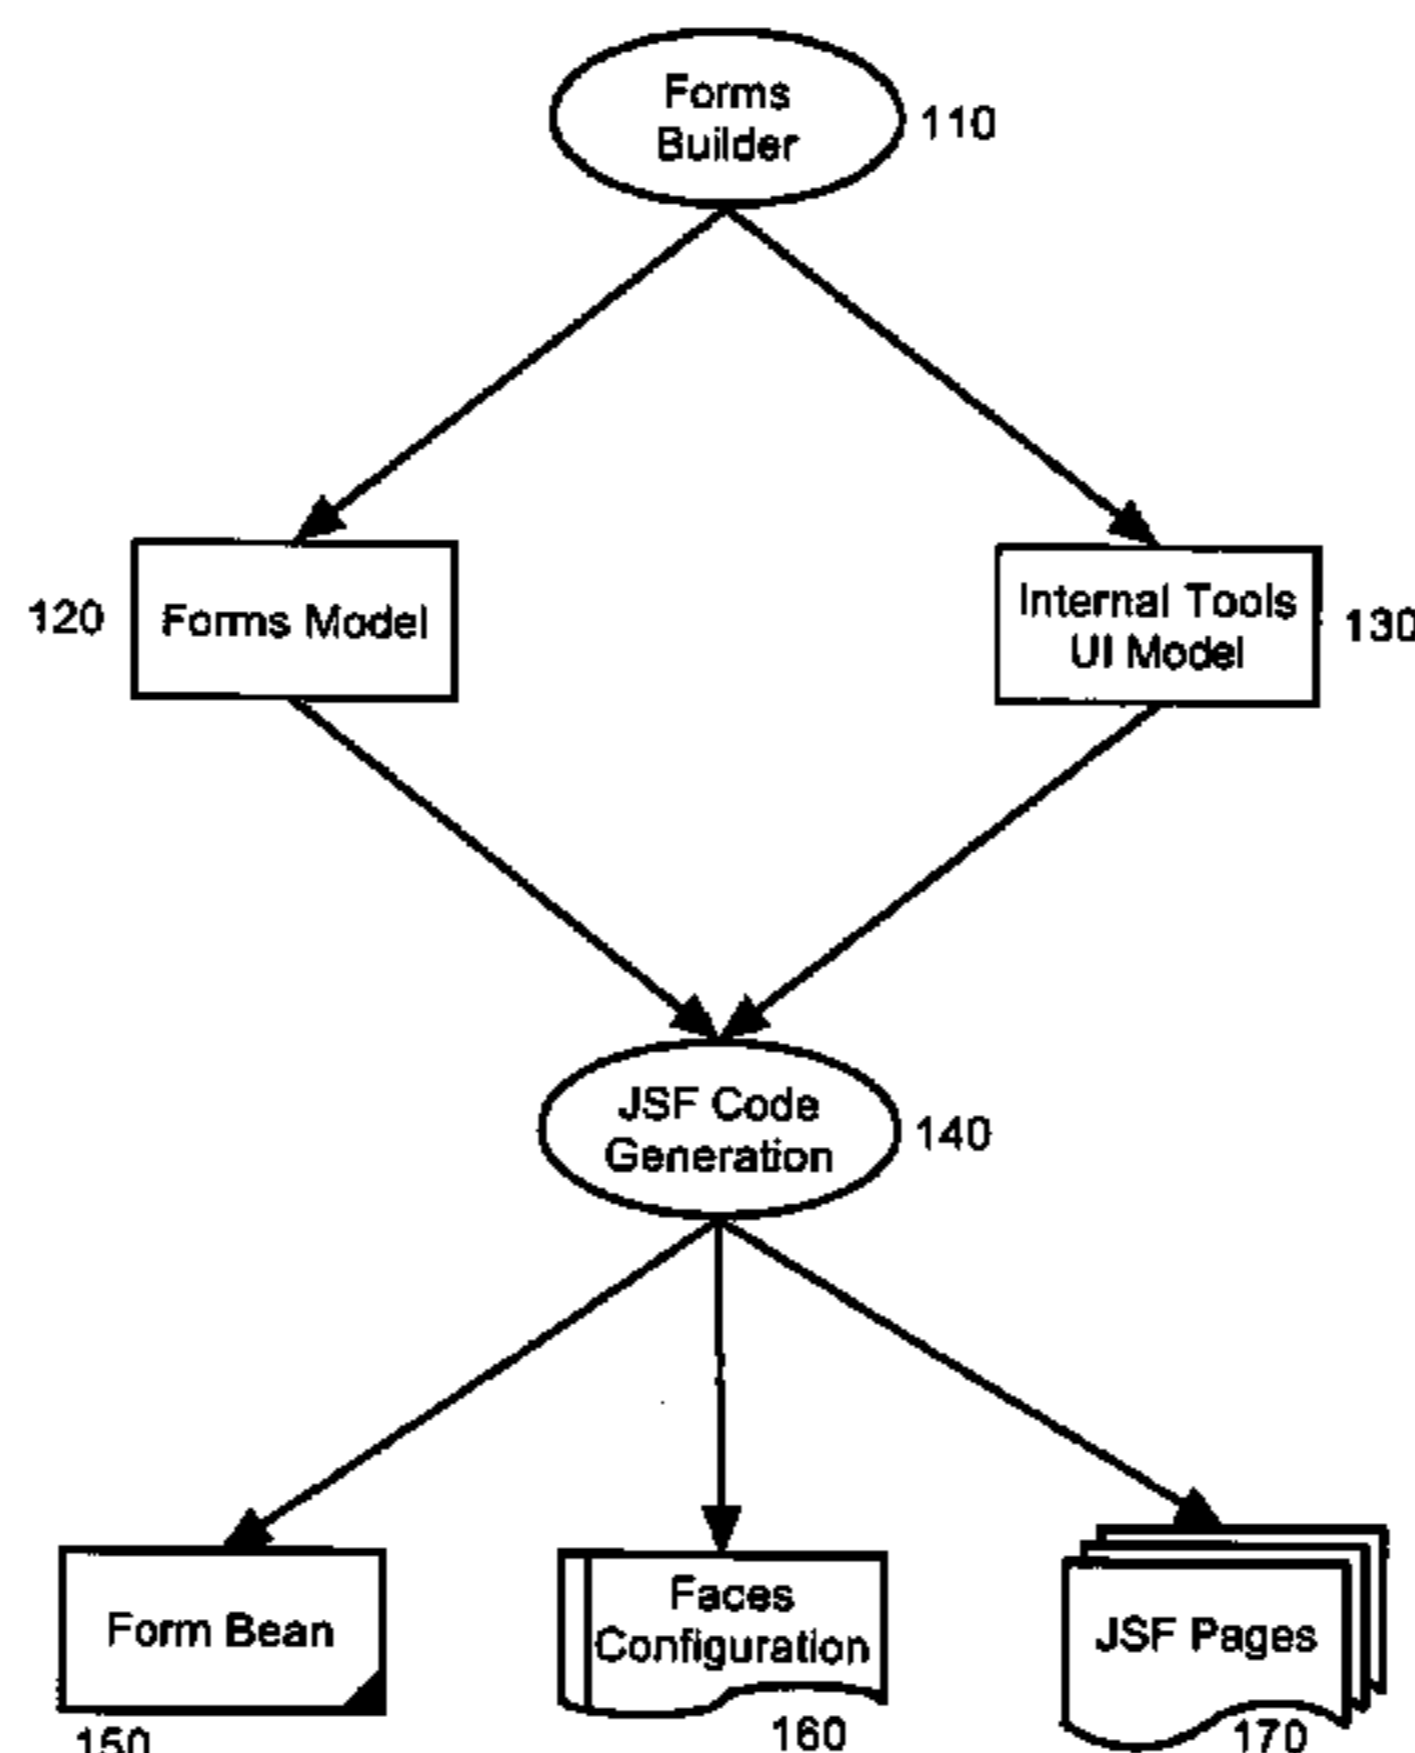 Forms
Builder
110
120
Forms Model
Internal Tools
UI Model
130
JSF Code
Generation
140
Form Bean
150
Faces
Configuration
160
JSF Pages
170